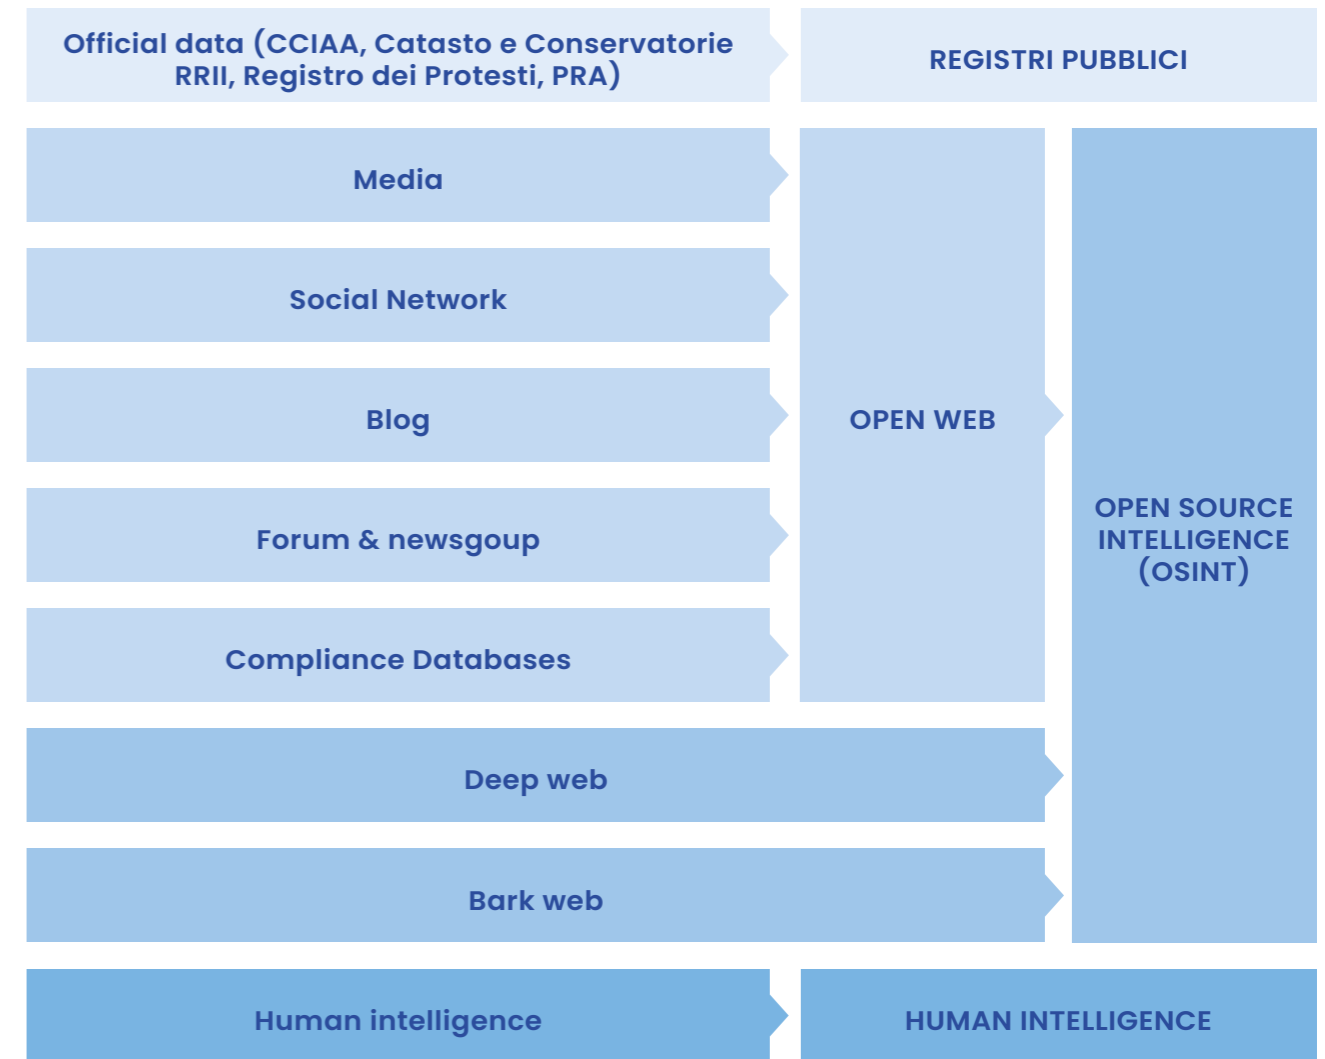 Official data (CCIAA, Catasto e Conservatorie
RRII, Registro dei Protesti, PRA)
REGISTRI PUBBLICI
Media
Social Network
Blog
Forum & newsgoup
Compliance Databases
OPEN WEB
OPEN SOURCE
INTELLIGENCE
(OSINT)
Deep web
Bark web
Human intelligence
HUMAN INTELLIGENCE